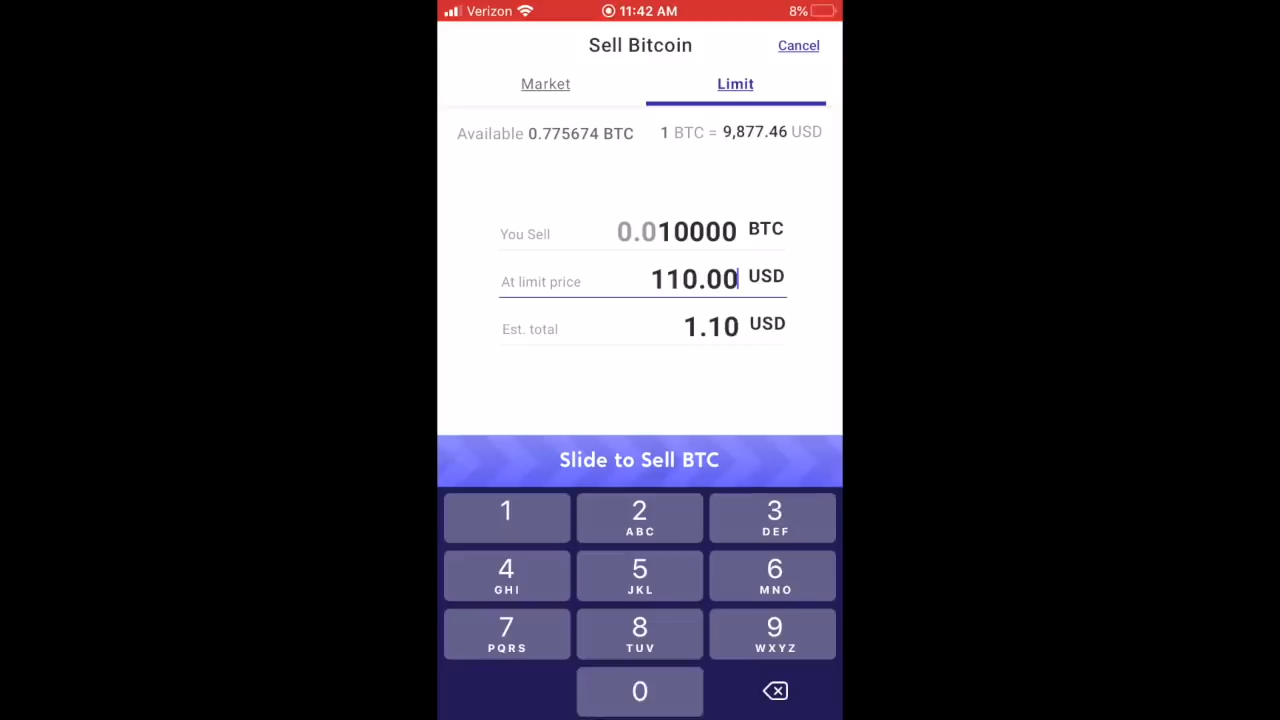 Verizon 11:42 AM 8%
Sell Bitcoin Cancel
Market Limit
Available 0.775674 BTC 1 BTC = 9,877.46 USD
You Sell 0.010000 BTC
At limit price 110.00 USD
Est. total 1.10 USD
Slide to Sell BTC
1 2 3
ABC DEF
4 5 6
GHI JKL MNO
7 8 9
PQRS TUV WXYZ
0